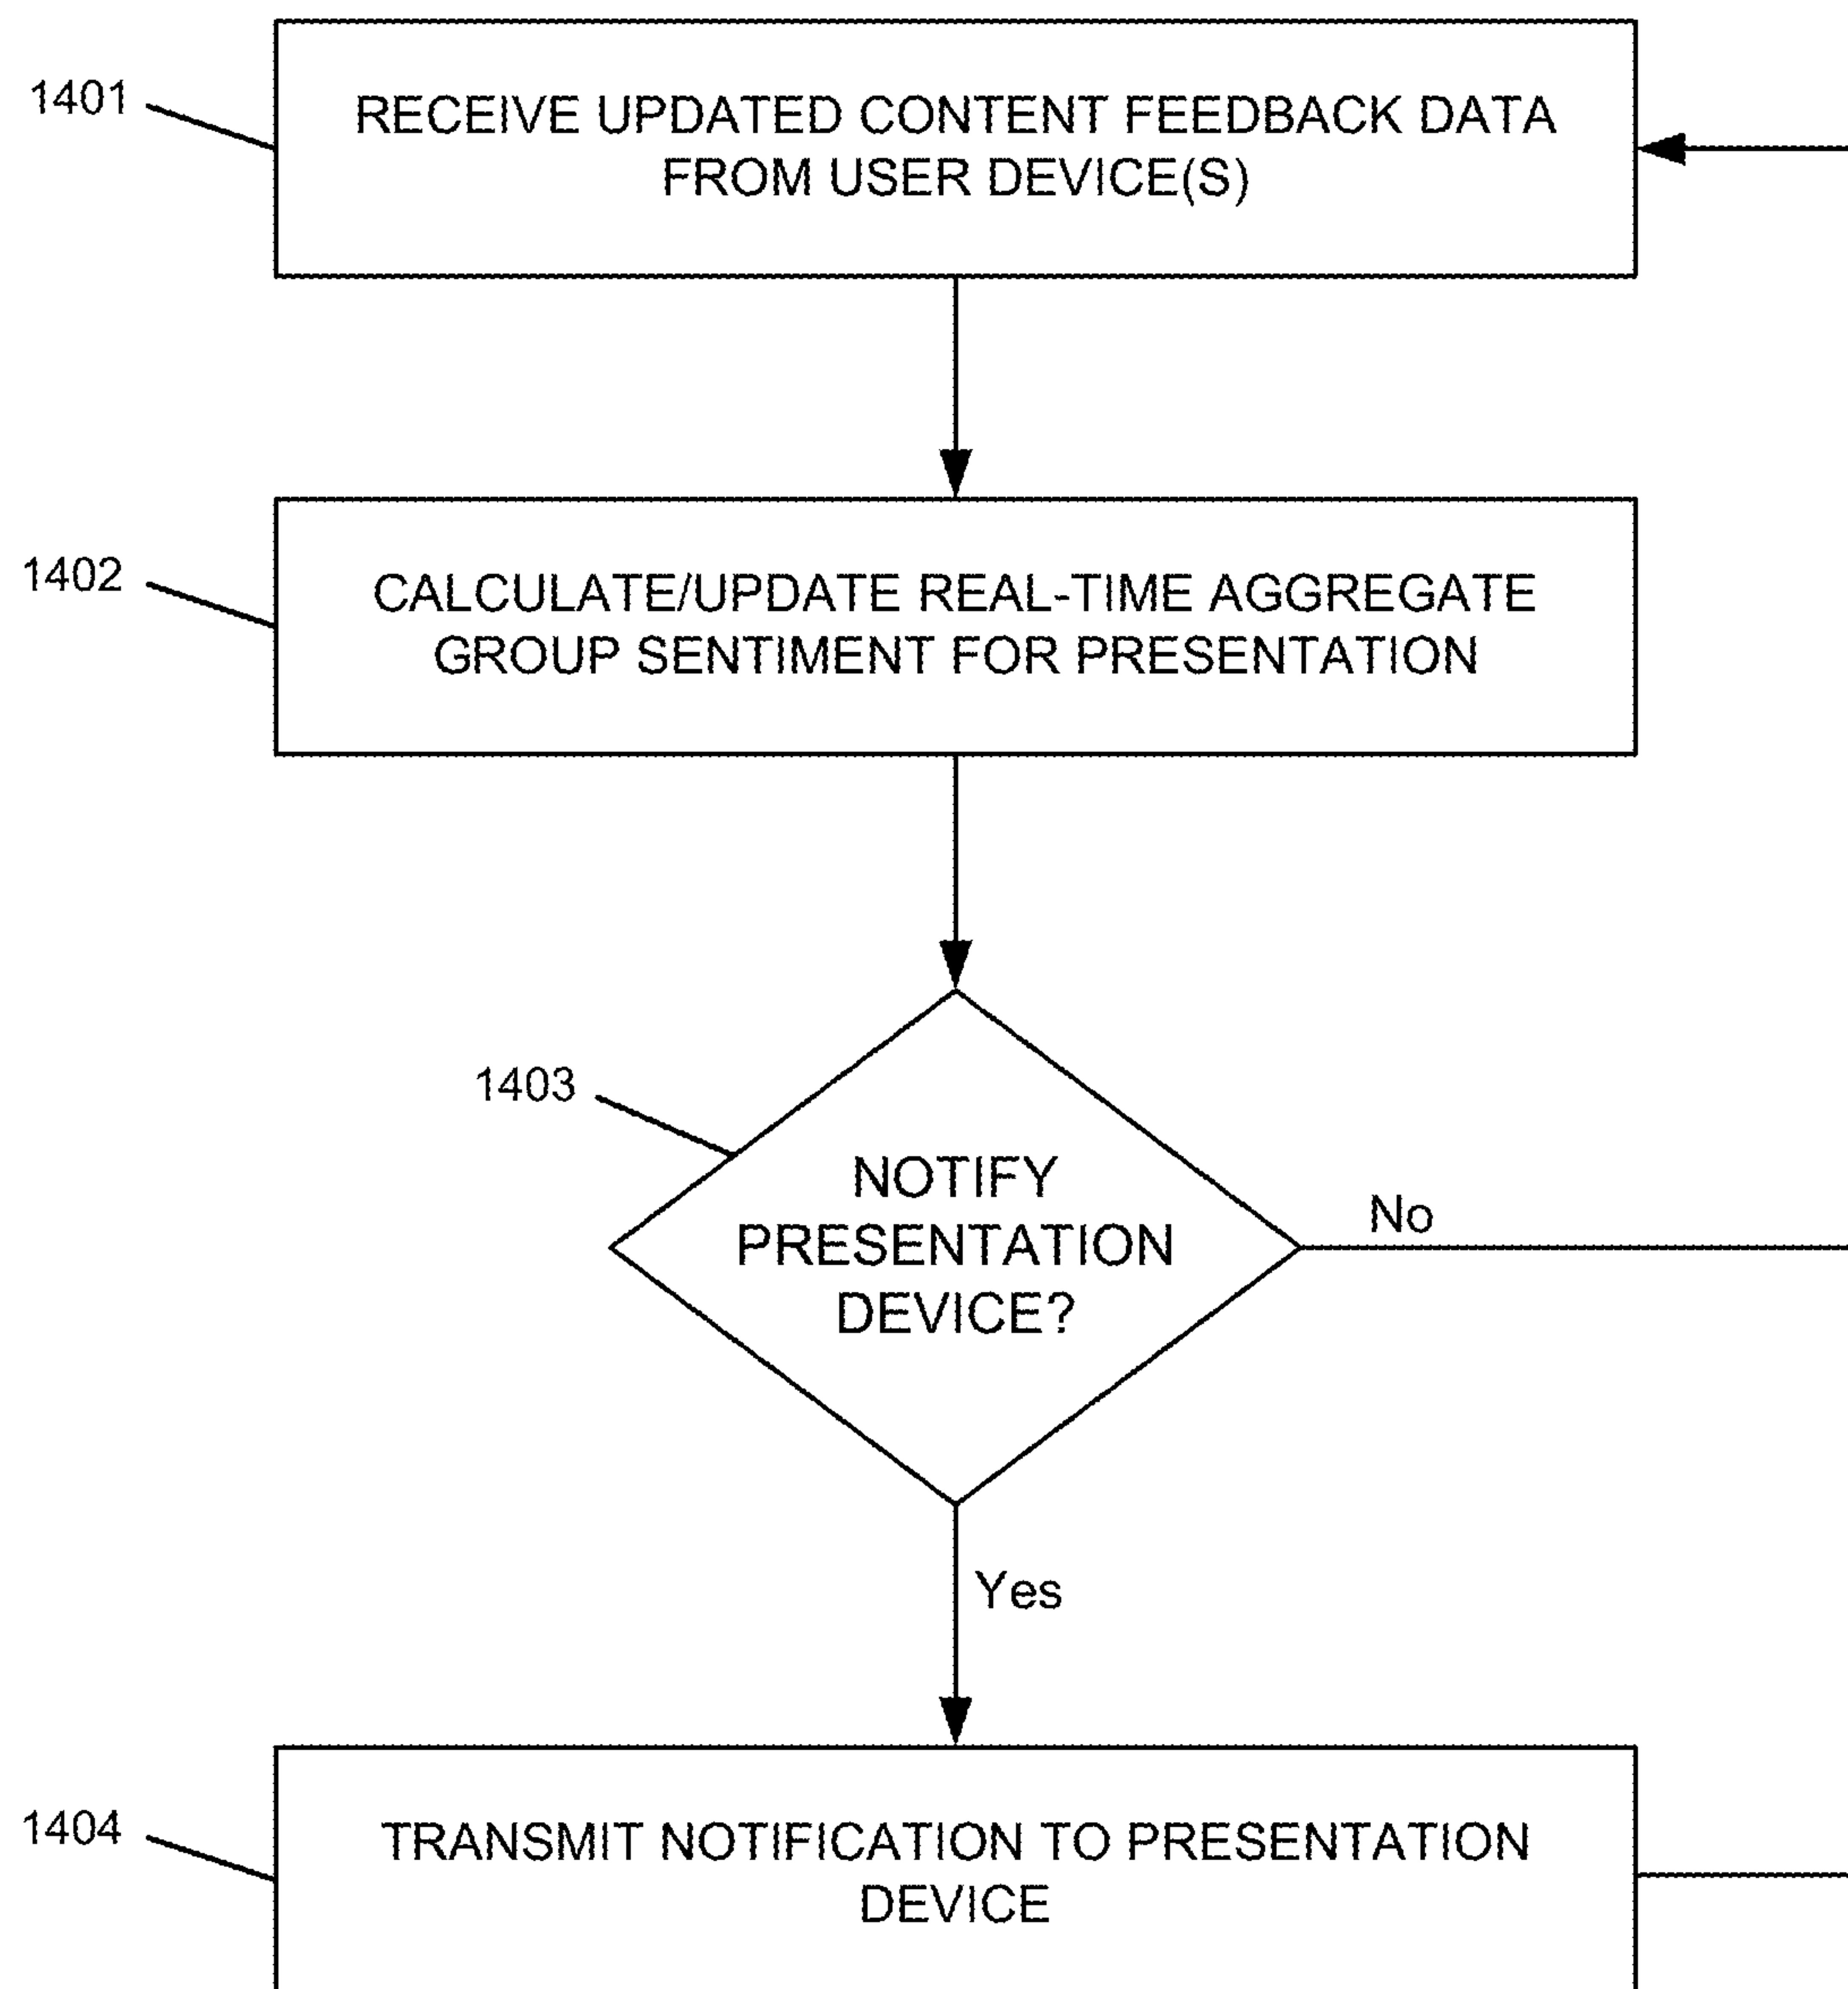 1401
RECEIVE UPDATED CONTENT FEEDBACK DATA
FROM USER DEVICE(S)
1402
CALCULATE/UPDATE REAL-TIME AGGREGATE
GROUP SENTIMENT FOR PRESENTATION
1403
NOTIFY
PRESENTATION
DEVICE?
No
Yes
1404
TRANSMIT NOTIFICATION TO PRESENTATION
DEVICE